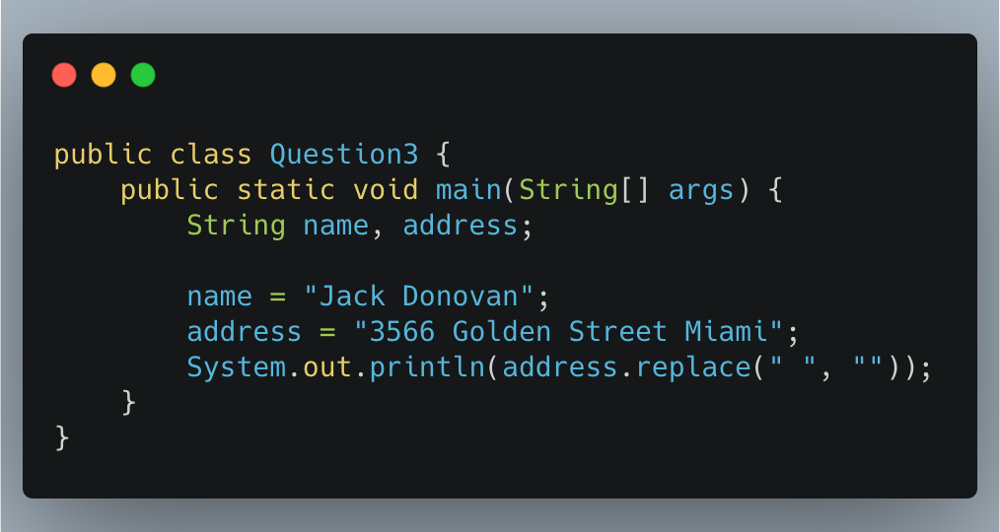 public class Question3 {
    public static void main(String[] args) {
        String name, address;

        name = "Jack Donovan";
        address = "3566 Golden Street Miami";
        System.out.println(address.replace(" ", ""));
    }
}